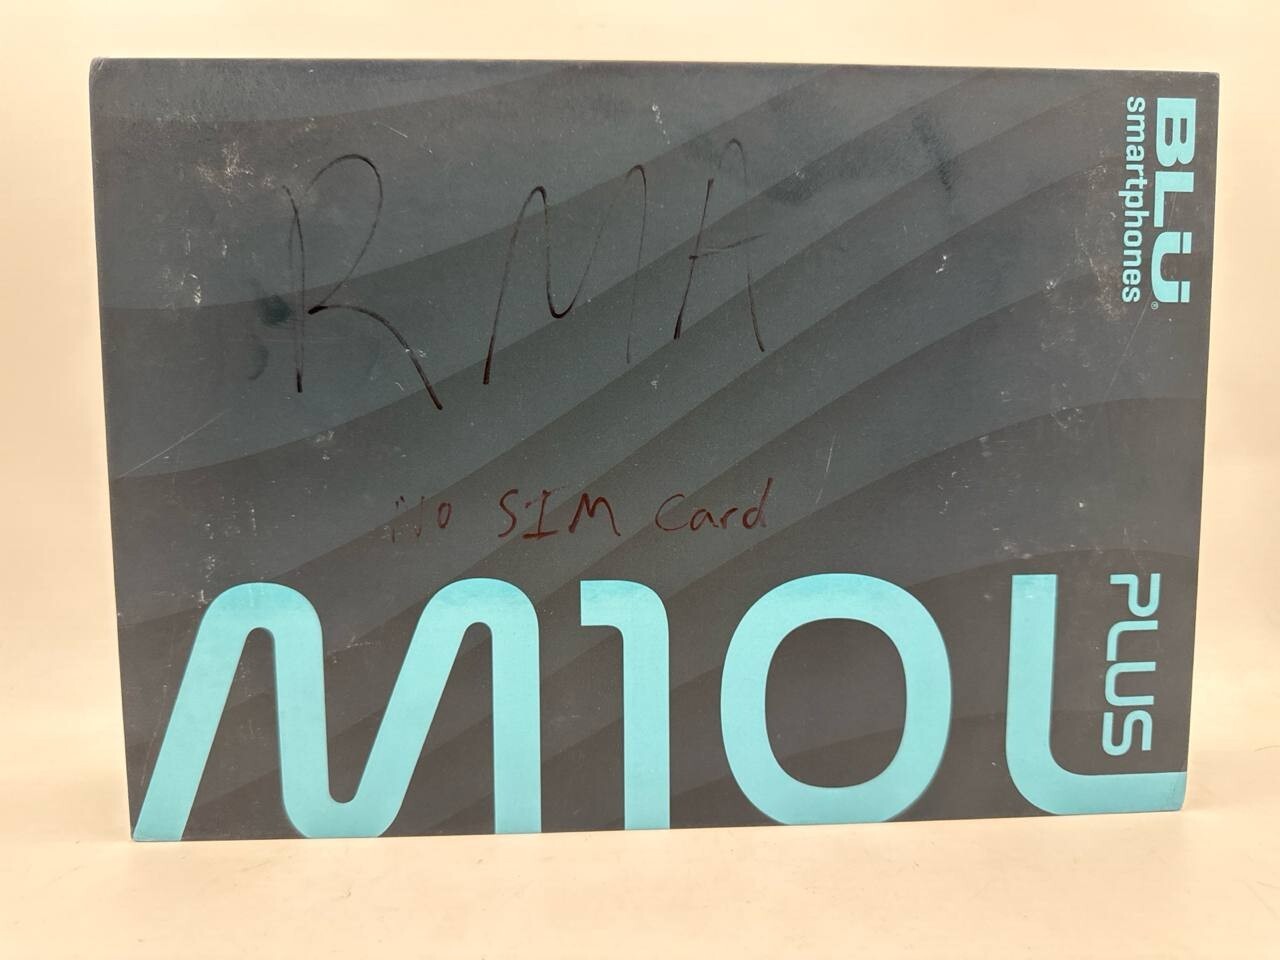 BLU®
smartphones
RMA
No SIM Card
M10L
PLUS